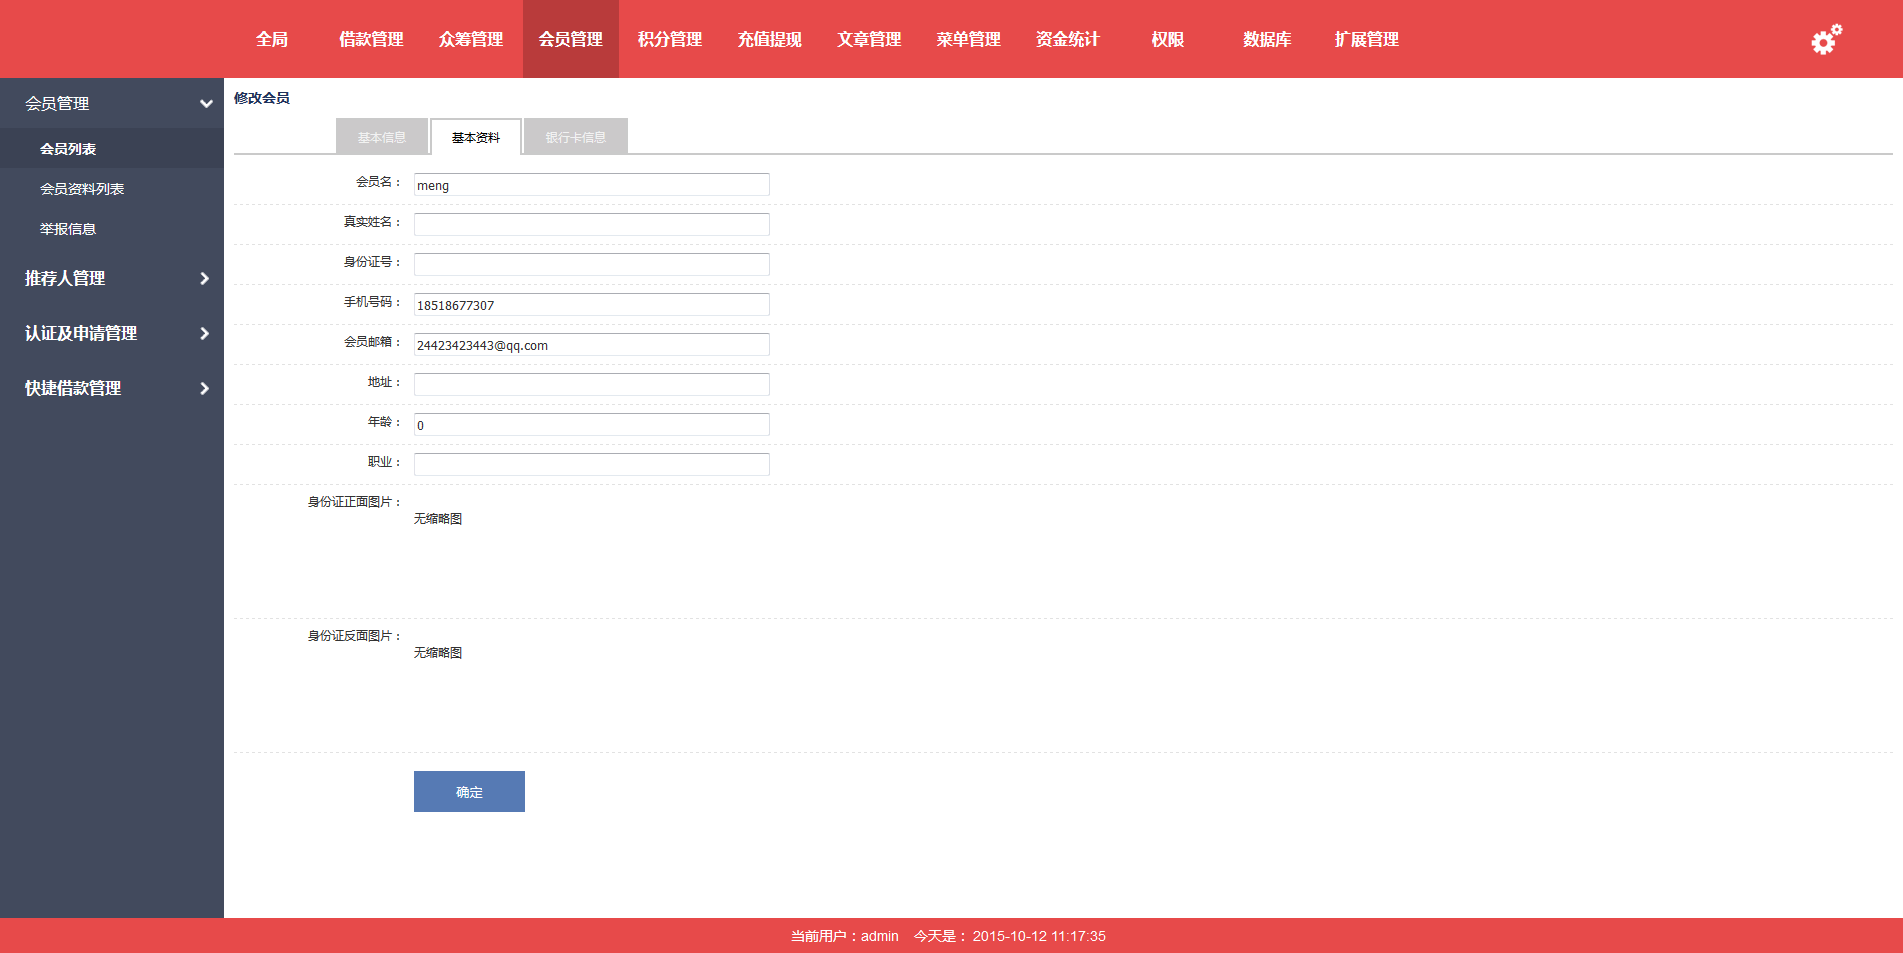 全局 借款管理 众筹管理 会员管理 积分管理 充值提现 文章管理 菜单管理 资金统计 权限 数据库 扩展管理
会员管理
会员列表
会员资料列表
举报信息
推荐人管理
认证及申请管理
快捷借款管理
修改会员
基本信息 基本资料 银行卡信息
会员名： meng
真实姓名：
身份证号：
手机号码： 18518677307
会员邮箱： 24423423443@qq.com
地址：
年龄： 0
职业：
身份证正面图片：
无缩略图
身份证反面图片：
无缩略图
确定
当前用户：admin 今天是： 2015-10-12 11:17:35